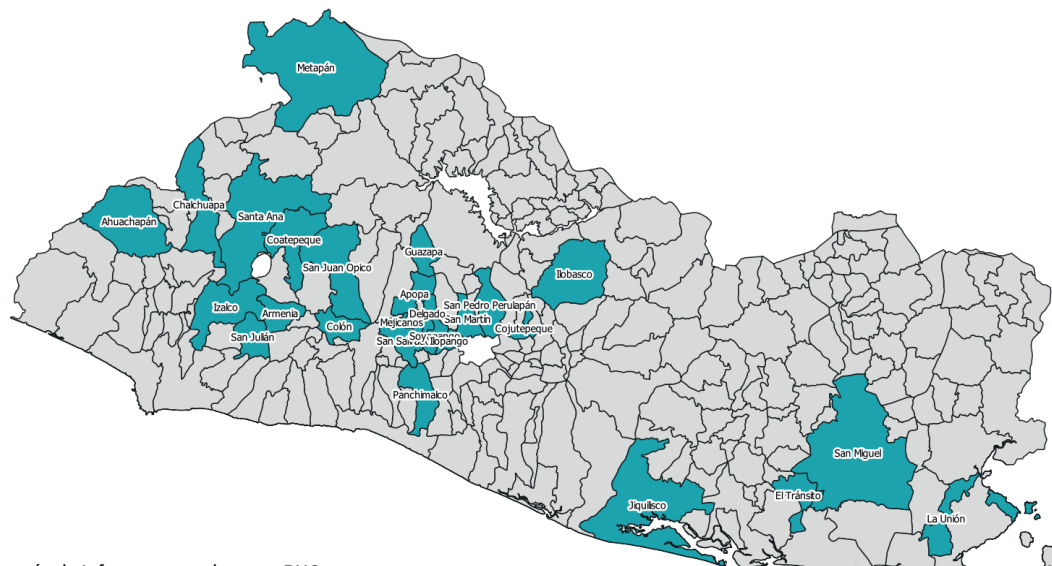 Metapán
Chalchuapa
Ahuachapán
Santa Ana
Coatepeque
Guazapa
San Juan Opico
Ilobasco
Apopa
Izalco
Armenia
San Pedro Perulapán
Delgado
San Martín
Mejicanos
Colón
Cojutepeque
San Julián
Ilopango
Panchimalco
San Miguel
El Tránsito
Jiquilisco
La Unión